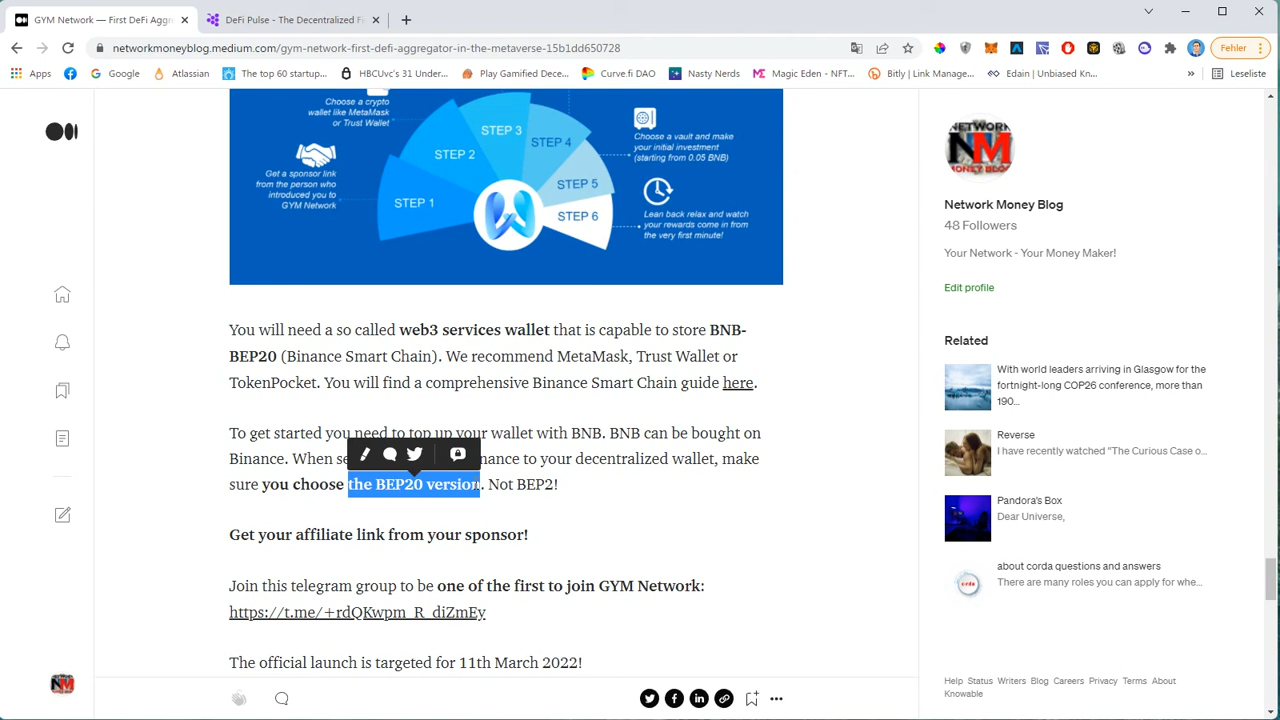 GYM Network — First DeFi Aggr
DeFi Pulse - The Decentralized F
networkmoneyblog.medium.com/gym-network-first-defi-aggregator-in-the-metaverse-15b1dd650728
Fehler
Apps
Google
Atlassian
The top 60 startup...
HBCUvc's 31 Under...
Play Gamified Dece...
Curve.fi DAO
Nasty Nerds
Magic Eden - NFT...
Bitly | Link Manage...
Edain | Unbiased Kn...
»
Leseliste
Choose a crypto
wallet like MetaMask
or Trust Wallet
Get a sponsor link
from the person who
introduced you to
GYM Network
STEP 1
STEP 2
STEP 3
STEP 4
STEP 5
STEP 6
Choose a vault and make
your initial investment
(starting from 0.05 BNB)
Lean back relax and watch
your rewards come in from
the very first minute!
You will need a so called web3 services wallet that is capable to store BNB-
BEP20 (Binance Smart Chain). We recommend MetaMask, Trust Wallet or
TokenPocket. You will find a comprehensive Binance Smart Chain guide here.
To get started you need to top up your wallet with BNB. BNB can be bought on
Binance. When se nance to your decentralized wallet, make
sure you choose the BEP20 version. Not BEP2!
Get your affiliate link from your sponsor!
Join this telegram group to be one of the first to join GYM Network:
https://t.me/+rdQKwpm_R_diZmEy
The official launch is targeted for 11th March 2022!
NETWORK
NM
MONEY BLOG
Network Money Blog
48 Followers
Your Network - Your Money Maker!
Edit profile
Related
With world leaders arriving in Glasgow for the
fortnight-long COP26 conference, more than
190...
Reverse
I have recently watched "The Curious Case o...
Pandora's Box
Dear Universe,
c·rda
about corda questions and answers
There are many roles you can apply for whe...
Help Status Writers Blog Careers Privacy Terms About
Knowable
NM